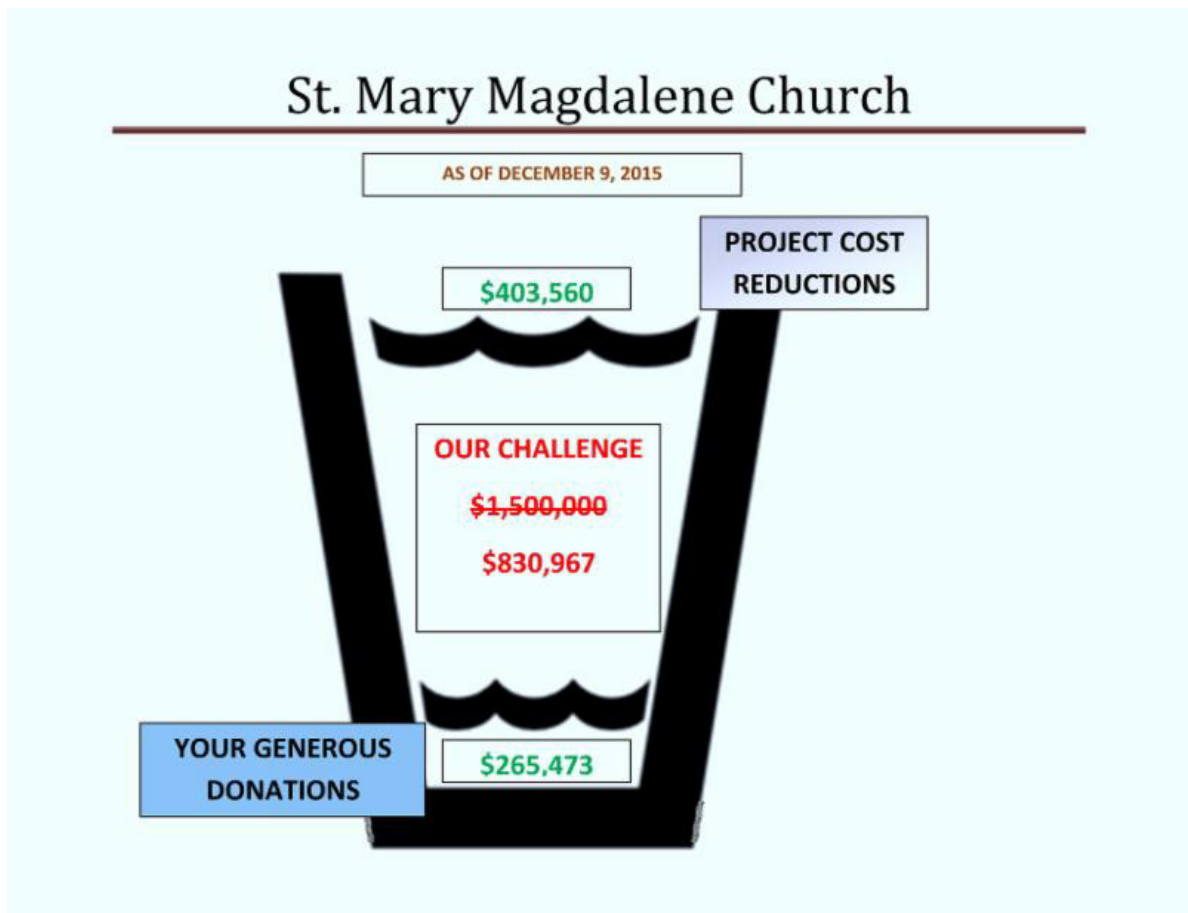 St. Mary Magdalene Church
AS OF DECEMBER 9, 2015
PROJECT COST
REDUCTIONS
$403,560
OUR CHALLENGE
$1,500,000
$830,967
YOUR GENEROUS
DONATIONS
$265,473